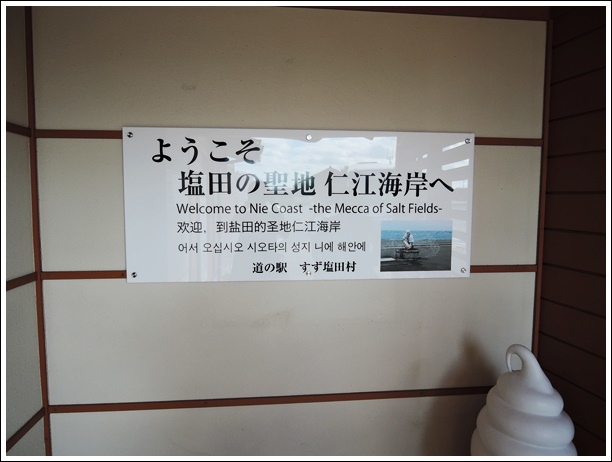 ようこそ
塩田の聖地 仁江海岸へ
Welcome to Nie Coast -the Mecca of Salt Fields-
欢迎，到盐田的圣地仁江海岸
어서 오십시오 시오타의 성지 니에 해안에
道の駅 すず塩田村